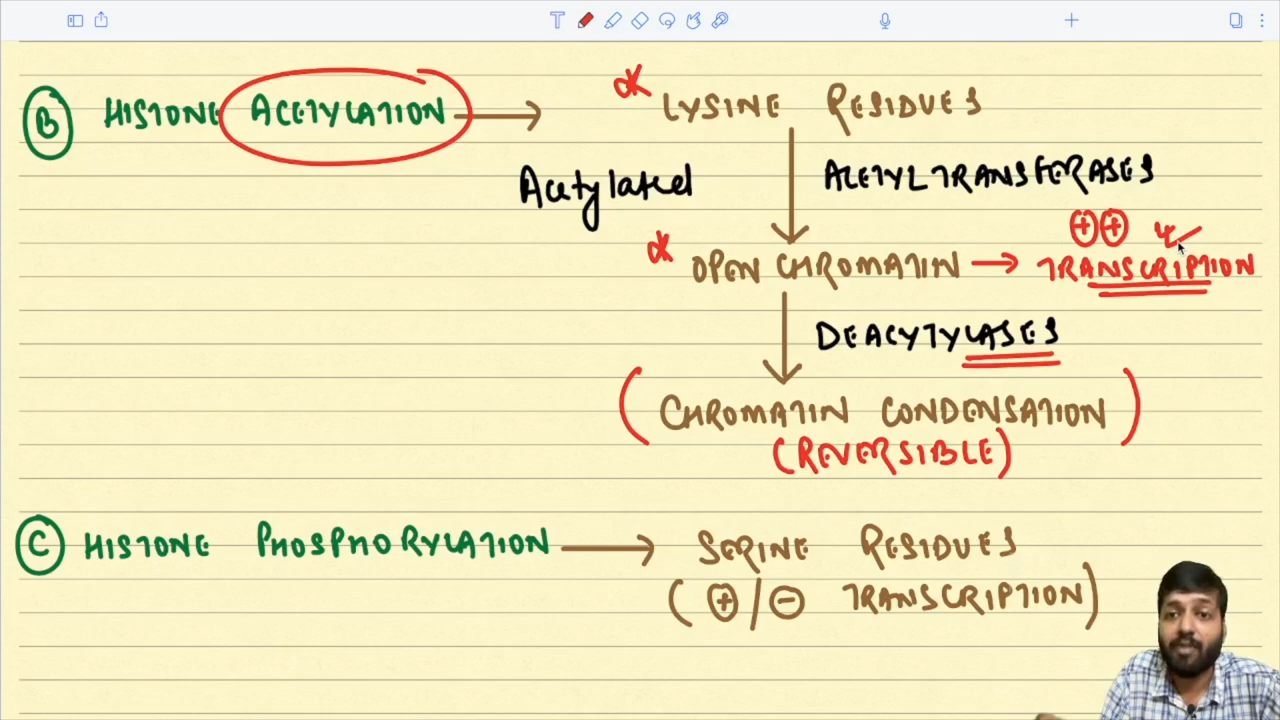 B HISTONE ACETYLATION → * LYSINE RESIDUES
Acetylated ACETYLTRANSFERASES
* OPEN CHROMATIN → ⊕⊕ TRANSCRIPTION
DEACYTYLASES
(CHROMATIN CONDENSATION)
(REVERSIBLE)
C HISTONE PHOSPHORYLATION → SERINE RESIDUES
(⊕/⊖ TRANSCRIPTION)